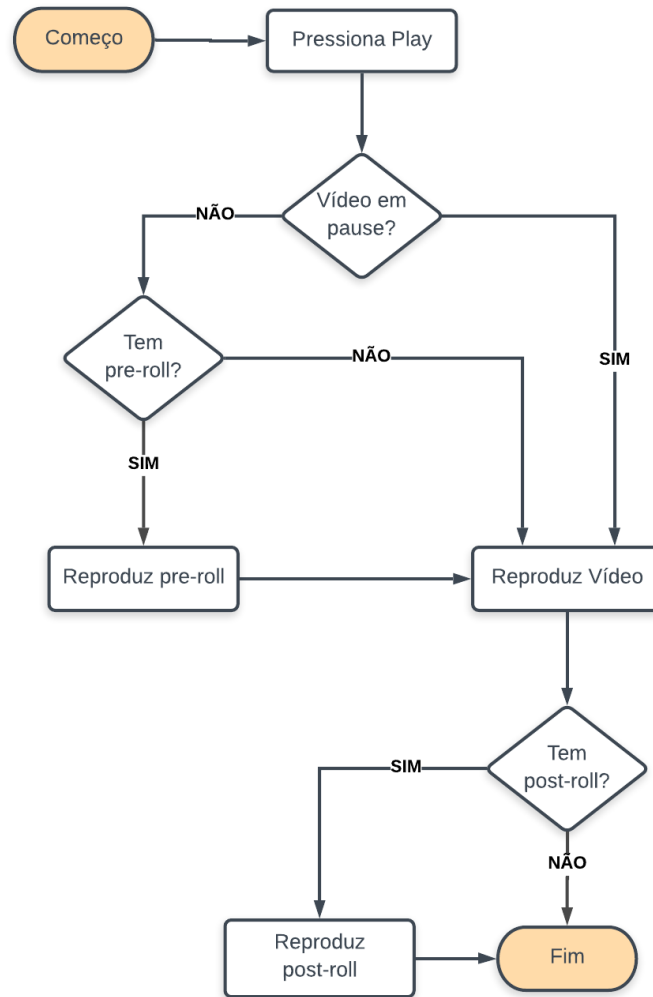 Começo
Pressiona Play
Vídeo em
pause?
NÃO
SIM
Tem
pre-roll?
NÃO
SIM
Reproduz pre-roll
Reproduz Vídeo
Tem
post-roll?
SIM
NÃO
Reproduz
post-roll
Fim